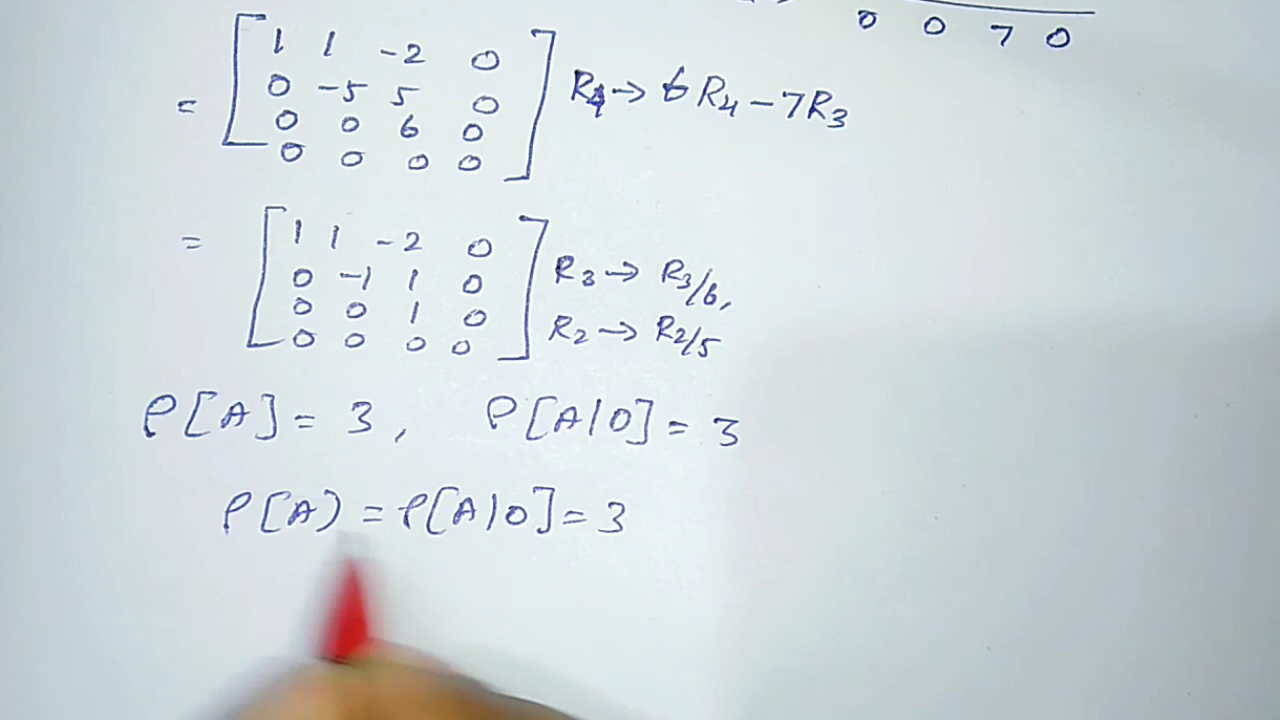 0 0 7 0
= [ 1 1 -2 0
0 -5 5 0
0 0 6 0
0 0 0 0 ] R4 → 6R4 - 7R3
= [ 1 1 -2 0
0 -1 1 0
0 0 1 0
0 0 0 0 ] R3 → R3/6,
R2 → R2/5
ρ[A] = 3, ρ[A|0] = 3
ρ[A) = ρ[A|0] = 3